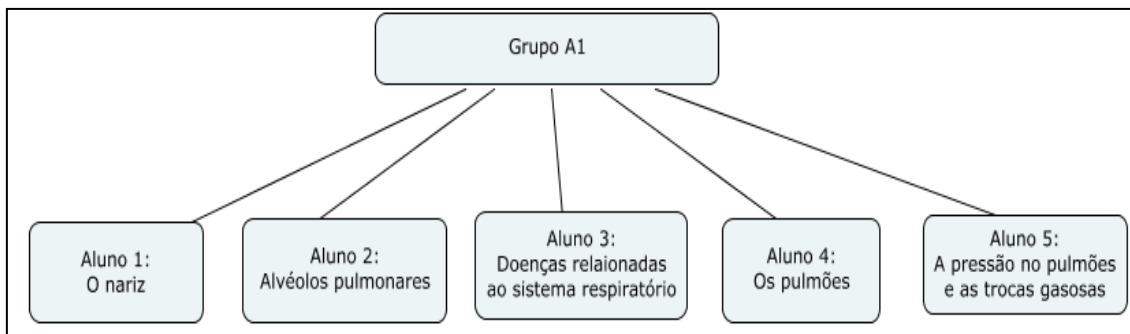 Grupo A1
Aluno 1:
O nariz
Aluno 2:
Alvéolos pulmonares
Aluno 3:
Doenças relaionadas
ao sistema respiratório
Aluno 4:
Os pulmões
Aluno 5:
A pressão no pulmões
e as trocas gasosas